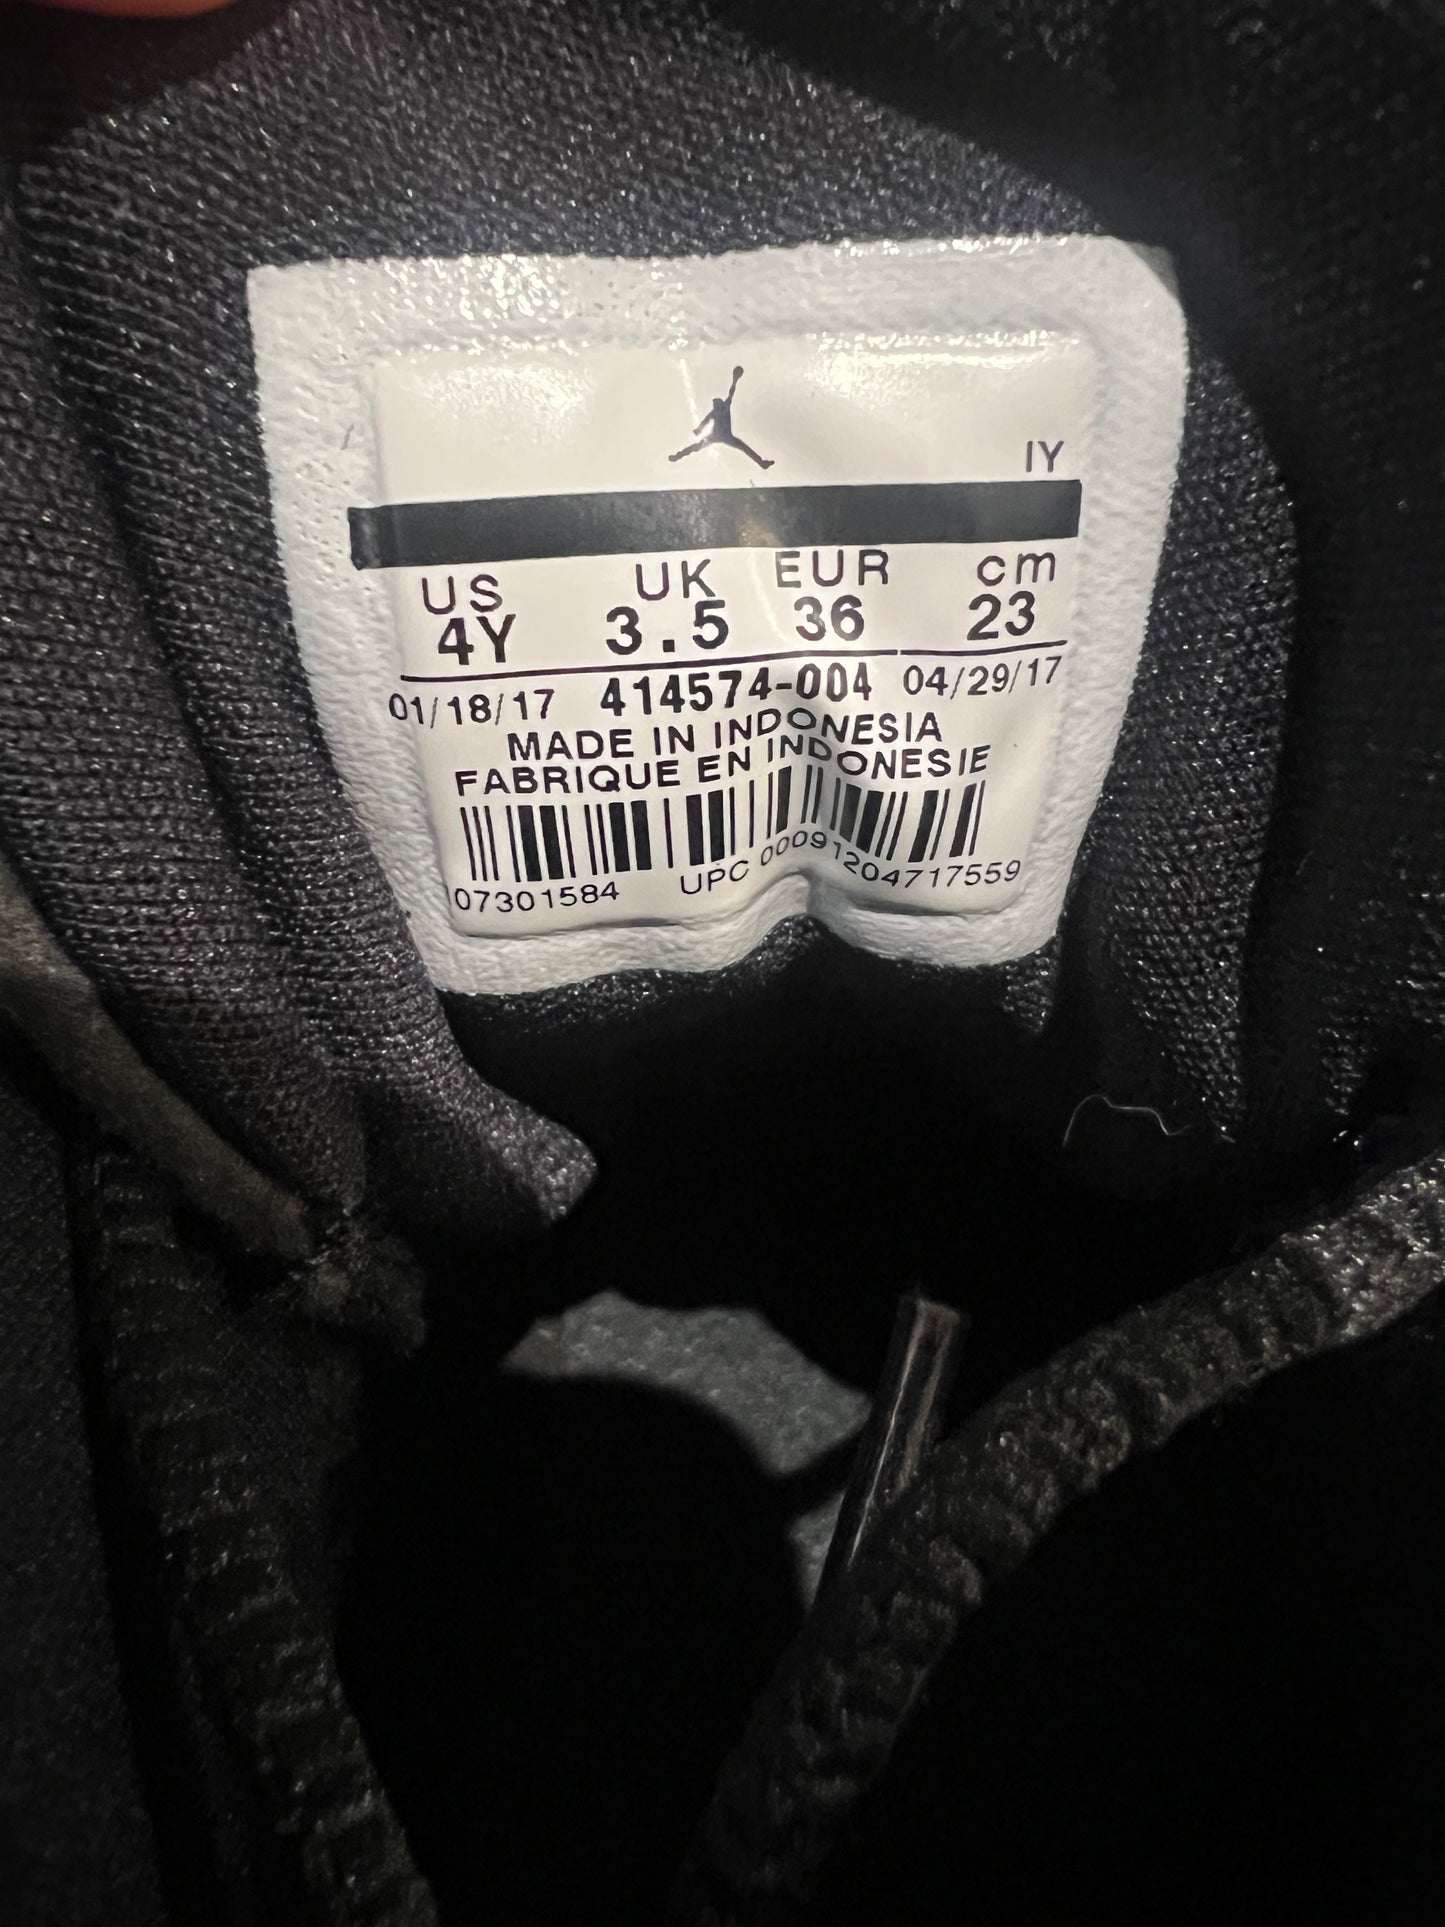 IY
US UK EUR cm
4Y 3.5 36 23
01/18/17 414574-004 04/29/17
MADE IN INDONESIA
FABRIQUE EN INDONESIE
07301584 UPC 00091204717559